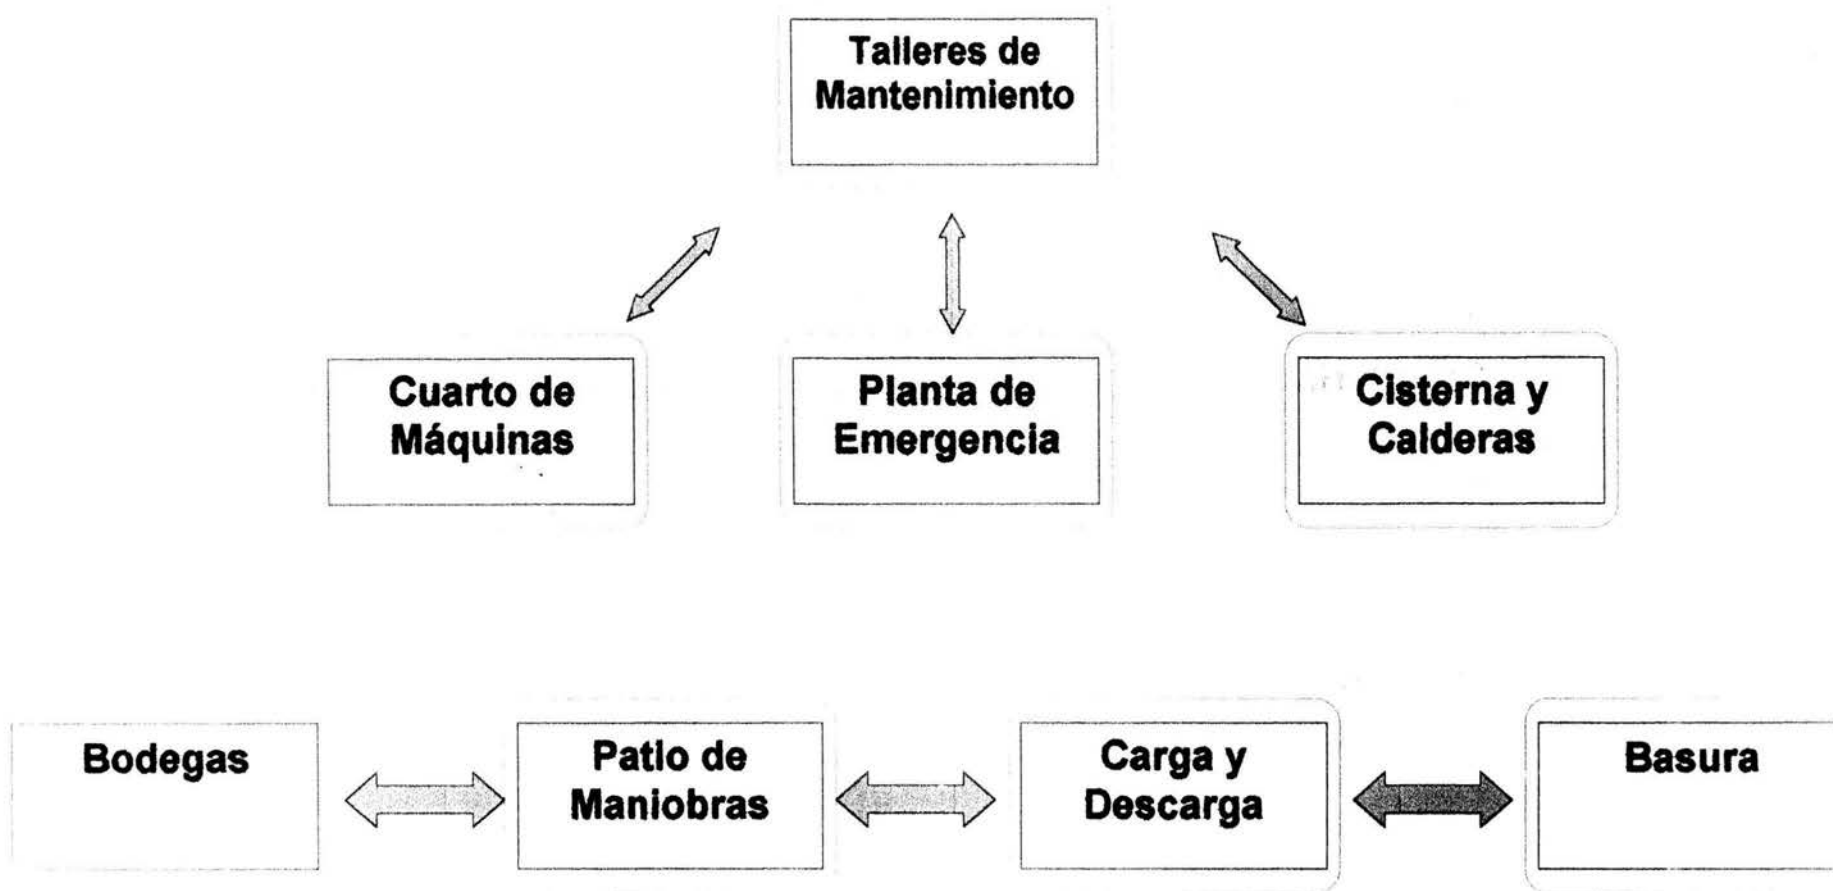 Talleres de
Mantenimiento
Cuarto de
Máquinas
Planta de
Emergencia
Cisterna y
Calderas
Bodegas
Patio de
Maniobras
Carga y
Descarga
Basura